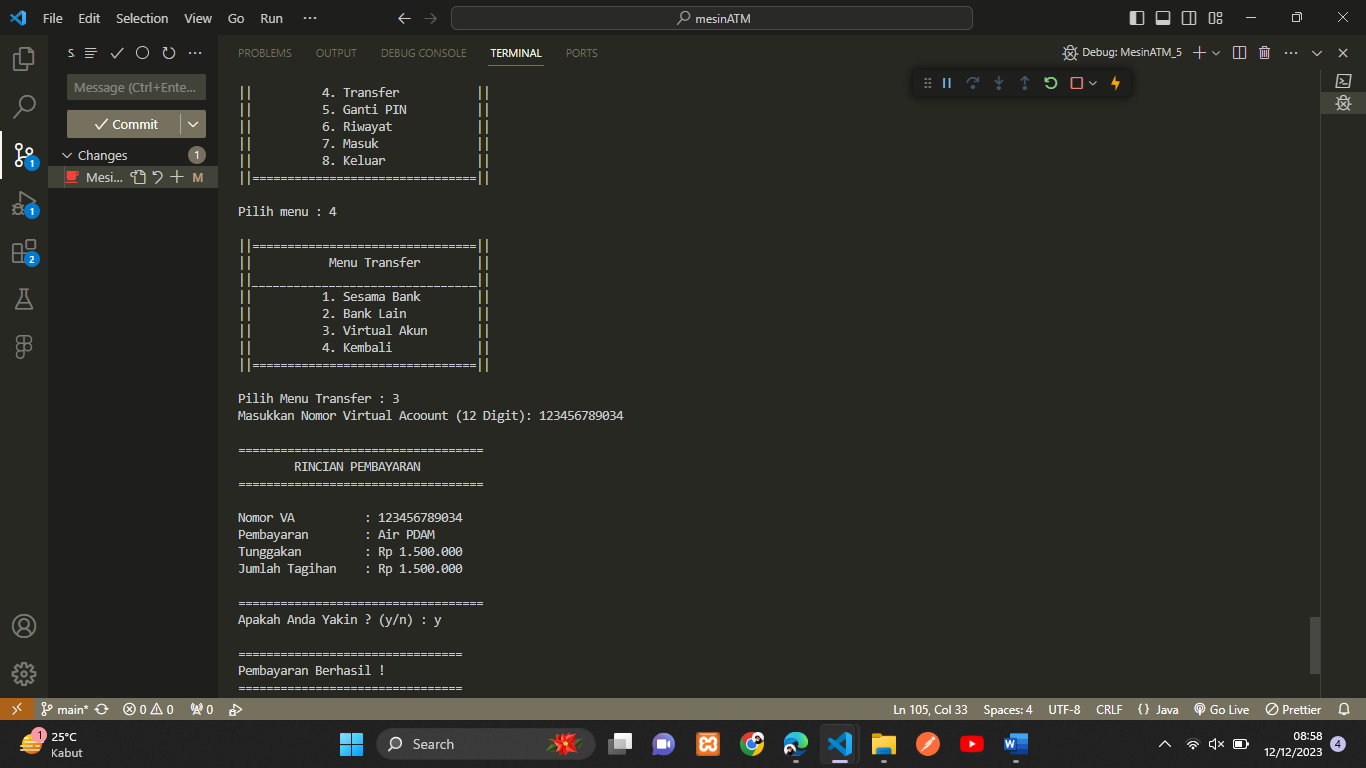 File Edit Selection View Go Run ··· mesinATM
S. ···
Message (Ctrl+Ente...
Commit
Changes 1
Mesi... M
1
1
2
PROBLEMS OUTPUT DEBUG CONSOLE TERMINAL PORTS Debug: MesinATM_5 ···
|| 4. Transfer ||
|| 5. Ganti PIN ||
|| 6. Riwayat ||
|| 7. Masuk ||
|| 8. Keluar ||
||================================||
Pilih menu : 4
||================================||
|| Menu Transfer ||
||________________________________||
|| 1. Sesama Bank ||
|| 2. Bank Lain ||
|| 3. Virtual Akun ||
|| 4. Kembali ||
||================================||
Pilih Menu Transfer : 3
Masukkan Nomor Virtual Acoount (12 Digit): 123456789034
===================================
RINCIAN PEMBAYARAN
===================================
Nomor VA : 123456789034
Pembayaran : Air PDAM
Tunggakan : Rp 1.500.000
Jumlah Tagihan : Rp 1.500.000
===================================
Apakah Anda Yakin ? (y/n) : y
================================
Pembayaran Berhasil !
================================
main* 0 0 0 Ln 105, Col 33 Spaces: 4 UTF-8 CRLF {} Java Go Live Prettier
1
25°C
Kabut
Search
W
08:58
12/12/2023
4